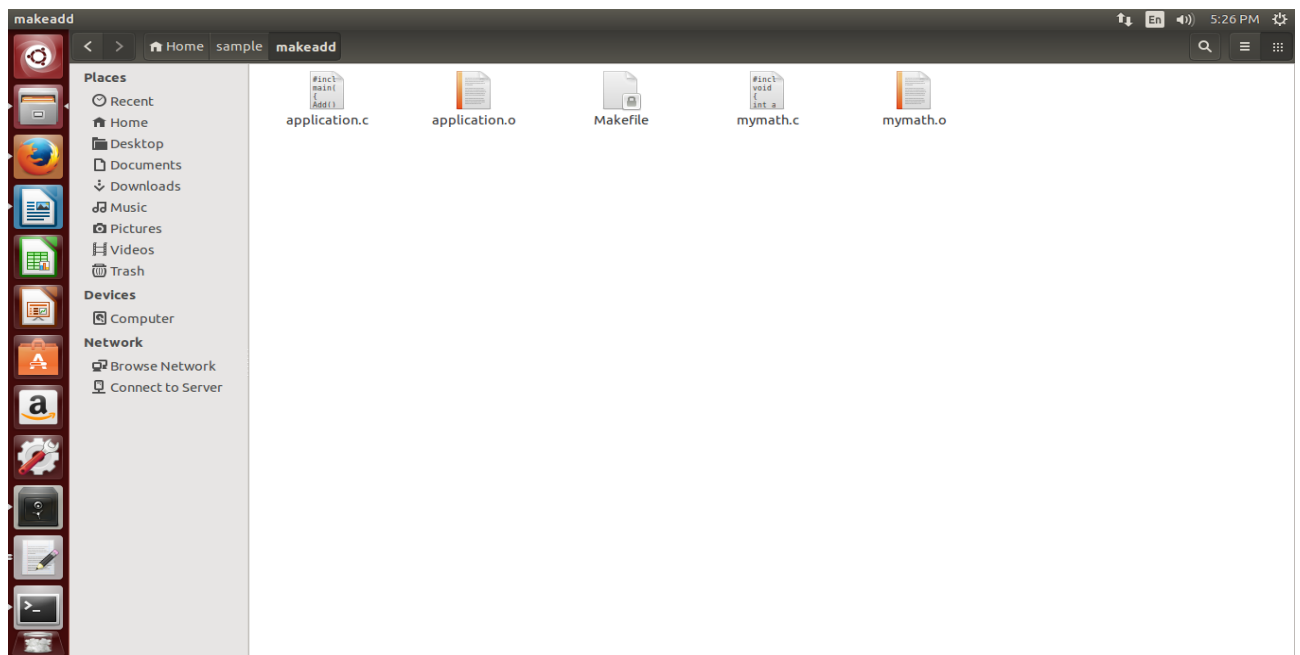 makeadd
En 5:26 PM
Home sample makeadd
Places
Recent
Home
Desktop
Documents
Downloads
Music
Pictures
Videos
Trash
Devices
Computer
Network
Browse Network
Connect to Server
#incl
main(
{
Add()
application.c
application.o
Makefile
#incl
void
{
int a
mymath.c
mymath.o
A
a
>_